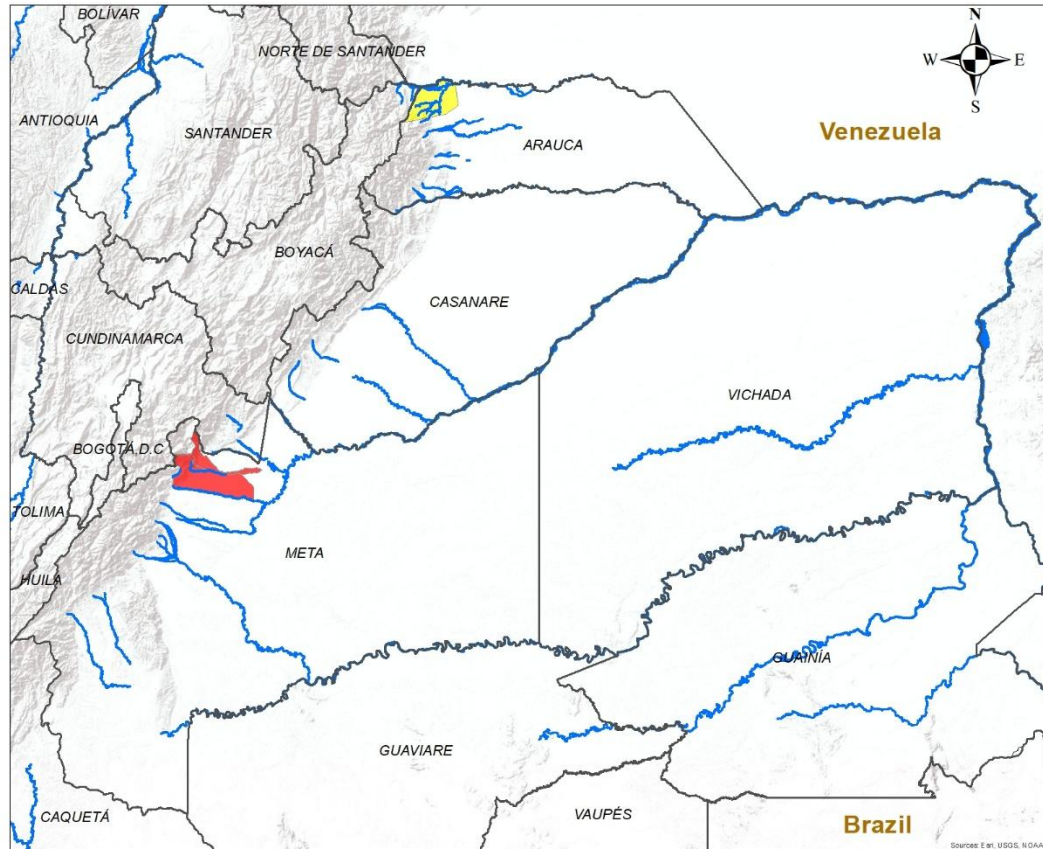 BOLÍVAR
N
NORTE DE SANTANDER
W
E
S
ANTIOQUIA
SANTANDER
ARAUCA
Venezuela
BOYACÁ
CALDAS
CASANARE
CUNDINAMARCA
VICHADA
BOGOTÁ,D.C
TOLIMA
META
HUILA
GUAINÍA
GUAVIARE
CAQUETÁ
VAUPÉS
Brazil
Sources: Esri, USGS, NOAA